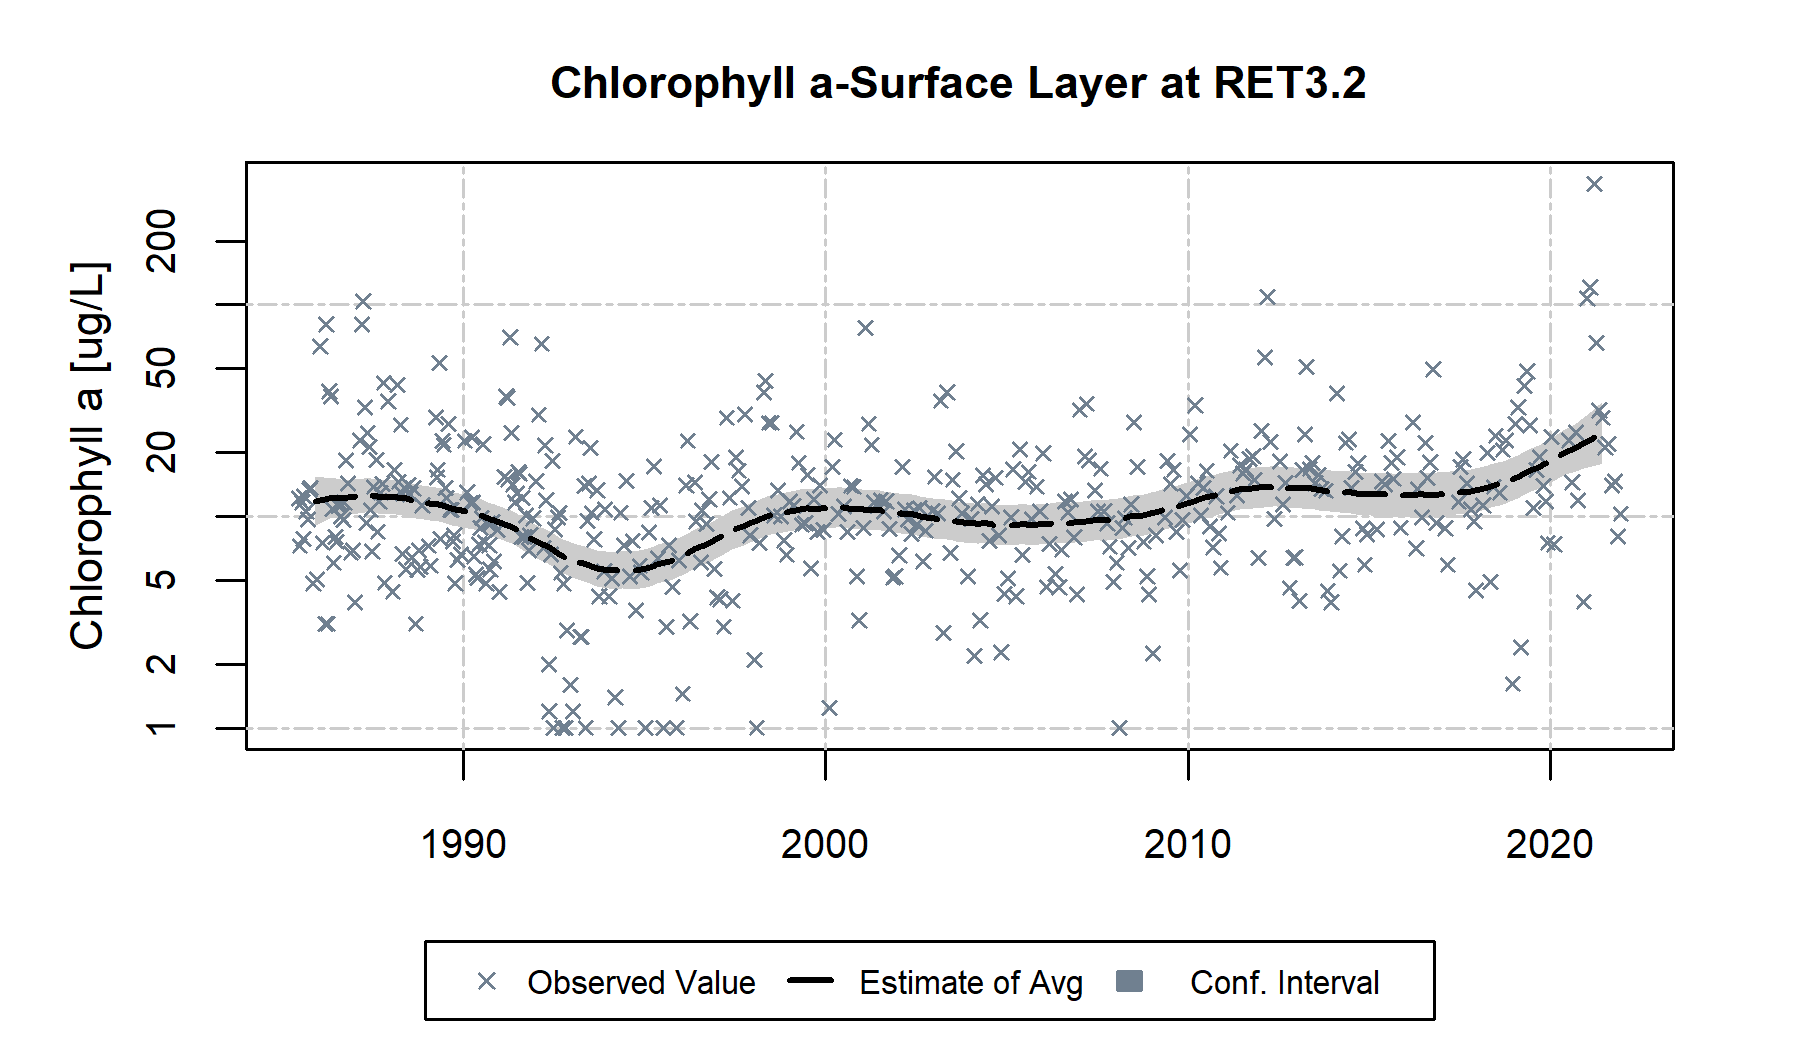 Chlorophyll a-Surface Layer at RET3.2
Chlorophyll a [ug/L]
200
50
20
5
2
1
1990 2000 2010 2020
Observed Value Estimate of Avg Conf. Interval